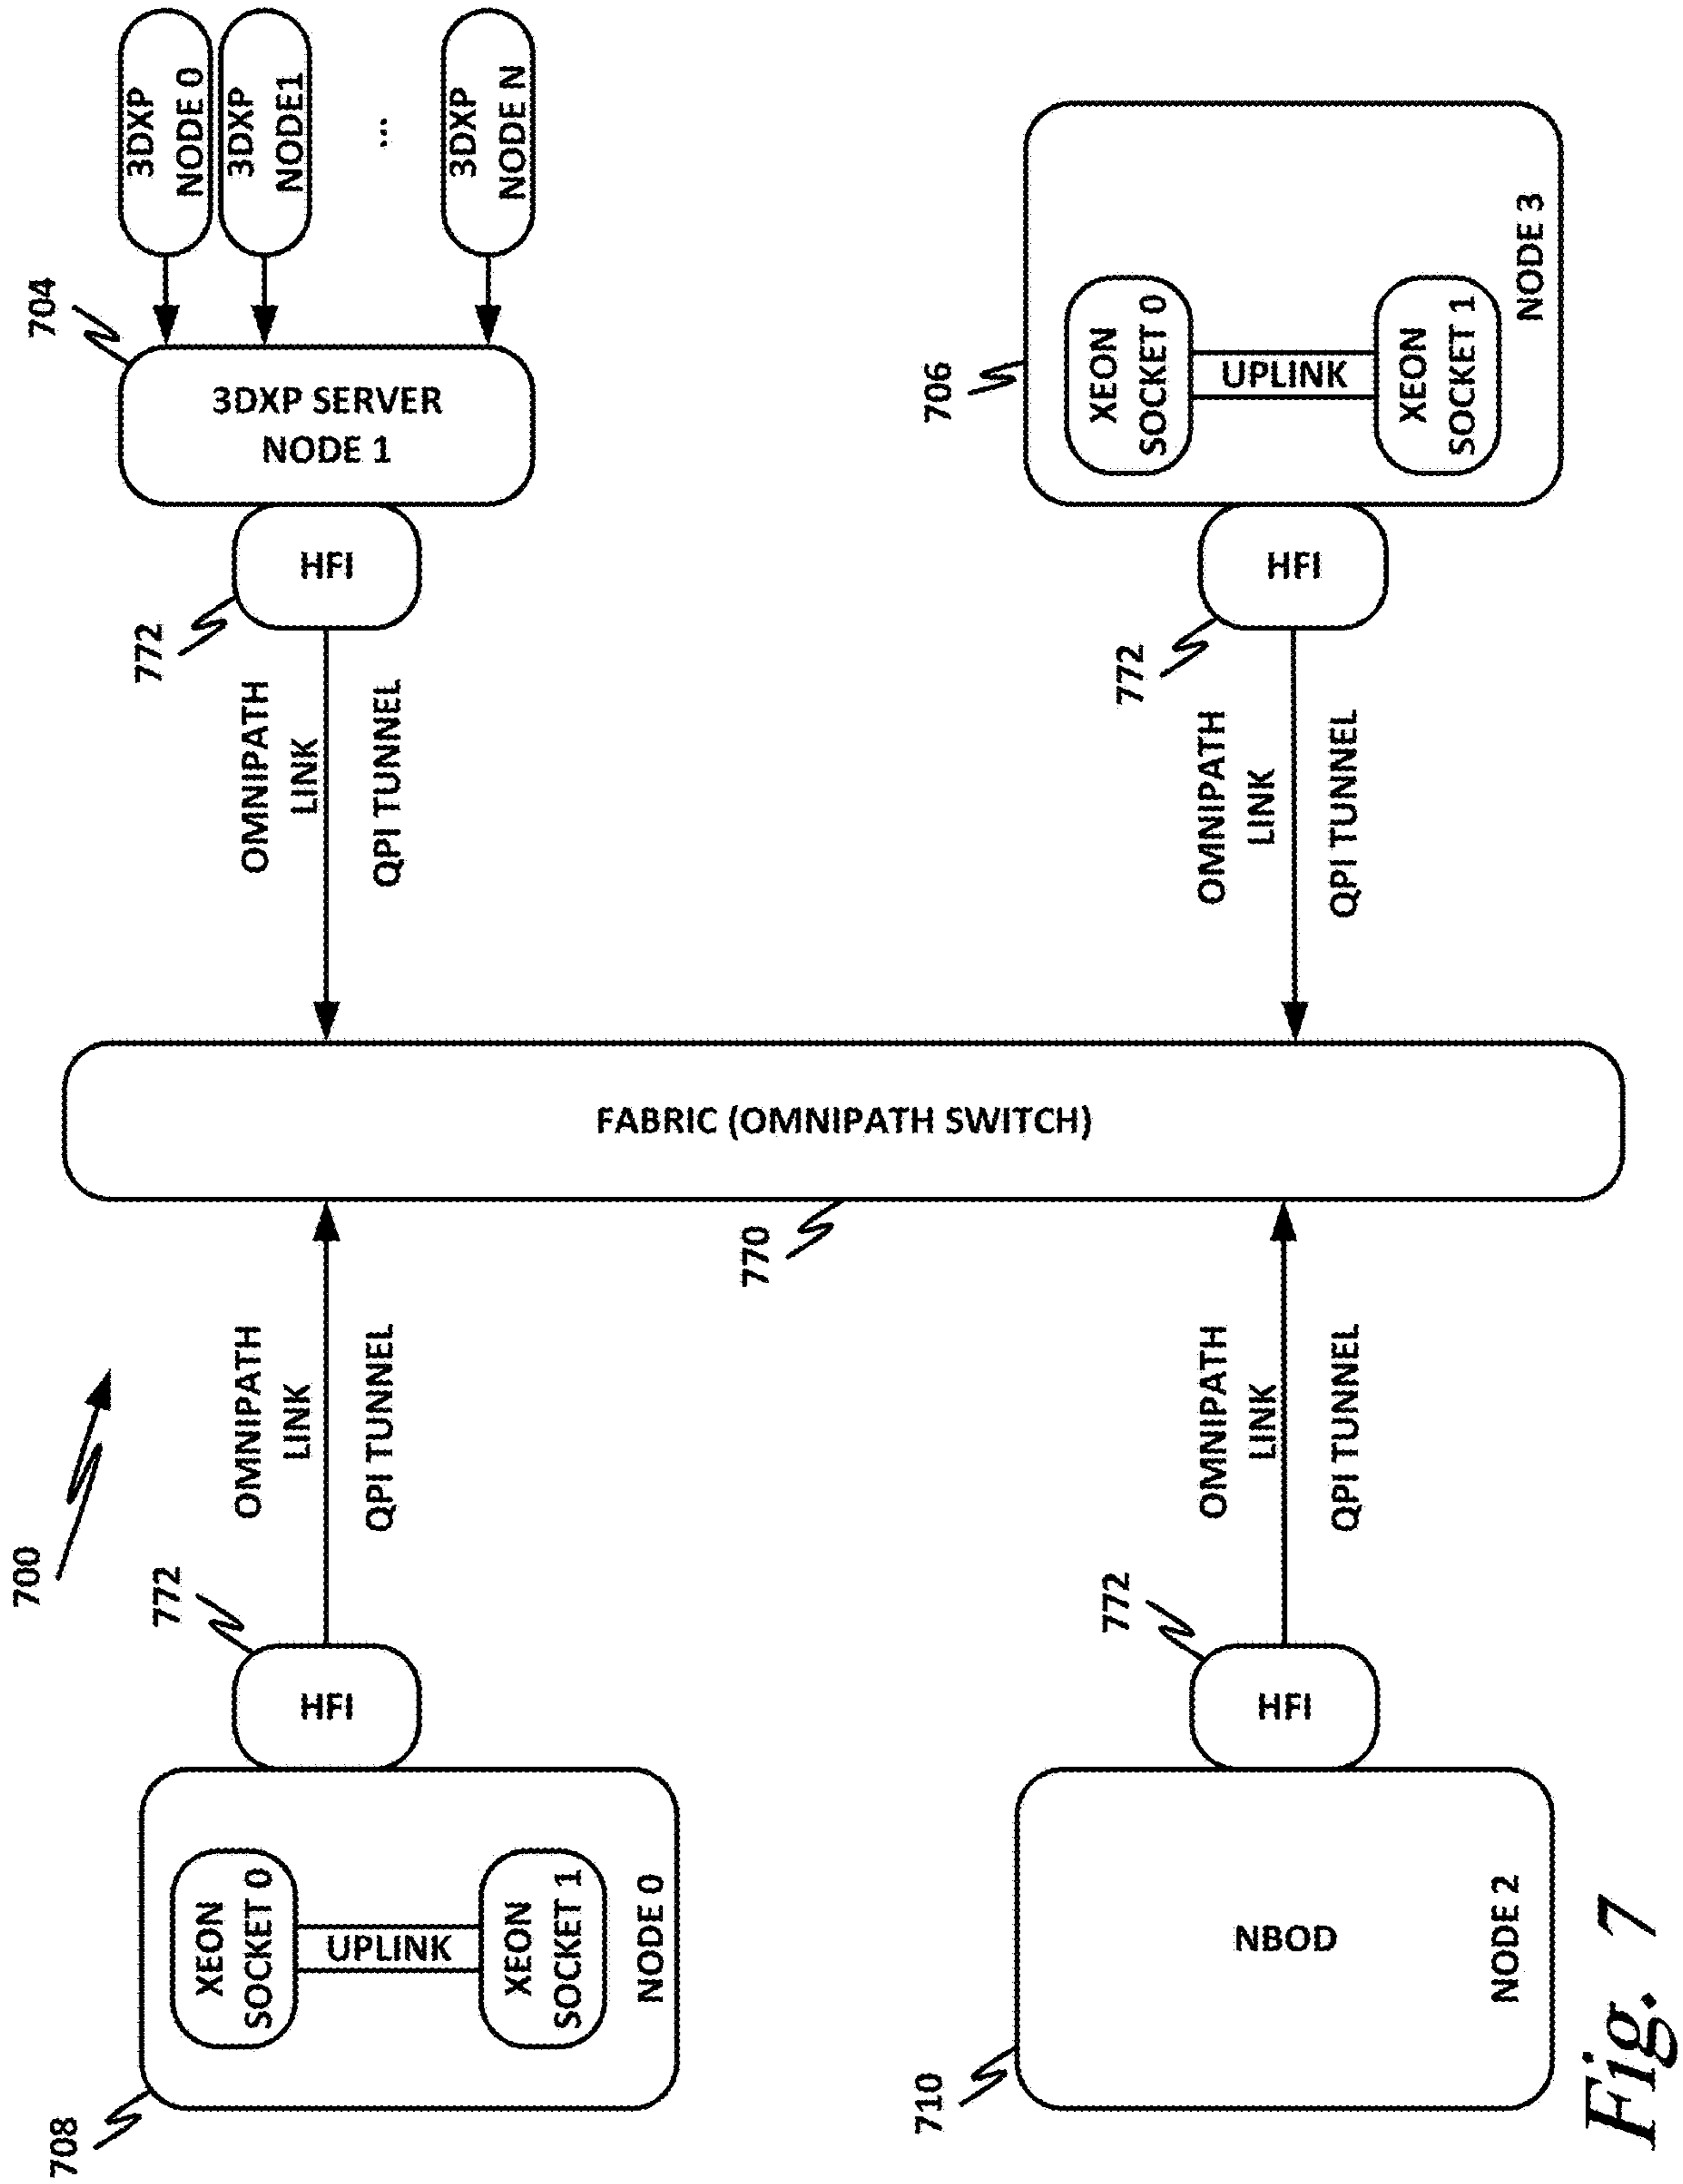 700
708
XEON
SOCKET 0
UPLINK
XEON
SOCKET 1
NODE 0
772
HFI
OMNIPATH
LINK
QPI TUNNEL
770
FABRIC (OMNIPATH SWITCH)
OMNIPATH
LINK
QPI TUNNEL
772
HFI
704
3DXP SERVER
NODE 1
3DXP
NODE 0
3DXP
NODE1
...
3DXP
NODE N
710
NBOD
NODE 2
772
HFI
OMNIPATH
LINK
QPI TUNNEL
OMNIPATH
LINK
QPI TUNNEL
772
HFI
706
XEON
SOCKET 0
UPLINK
XEON
SOCKET 1
NODE 3
Fig. 7